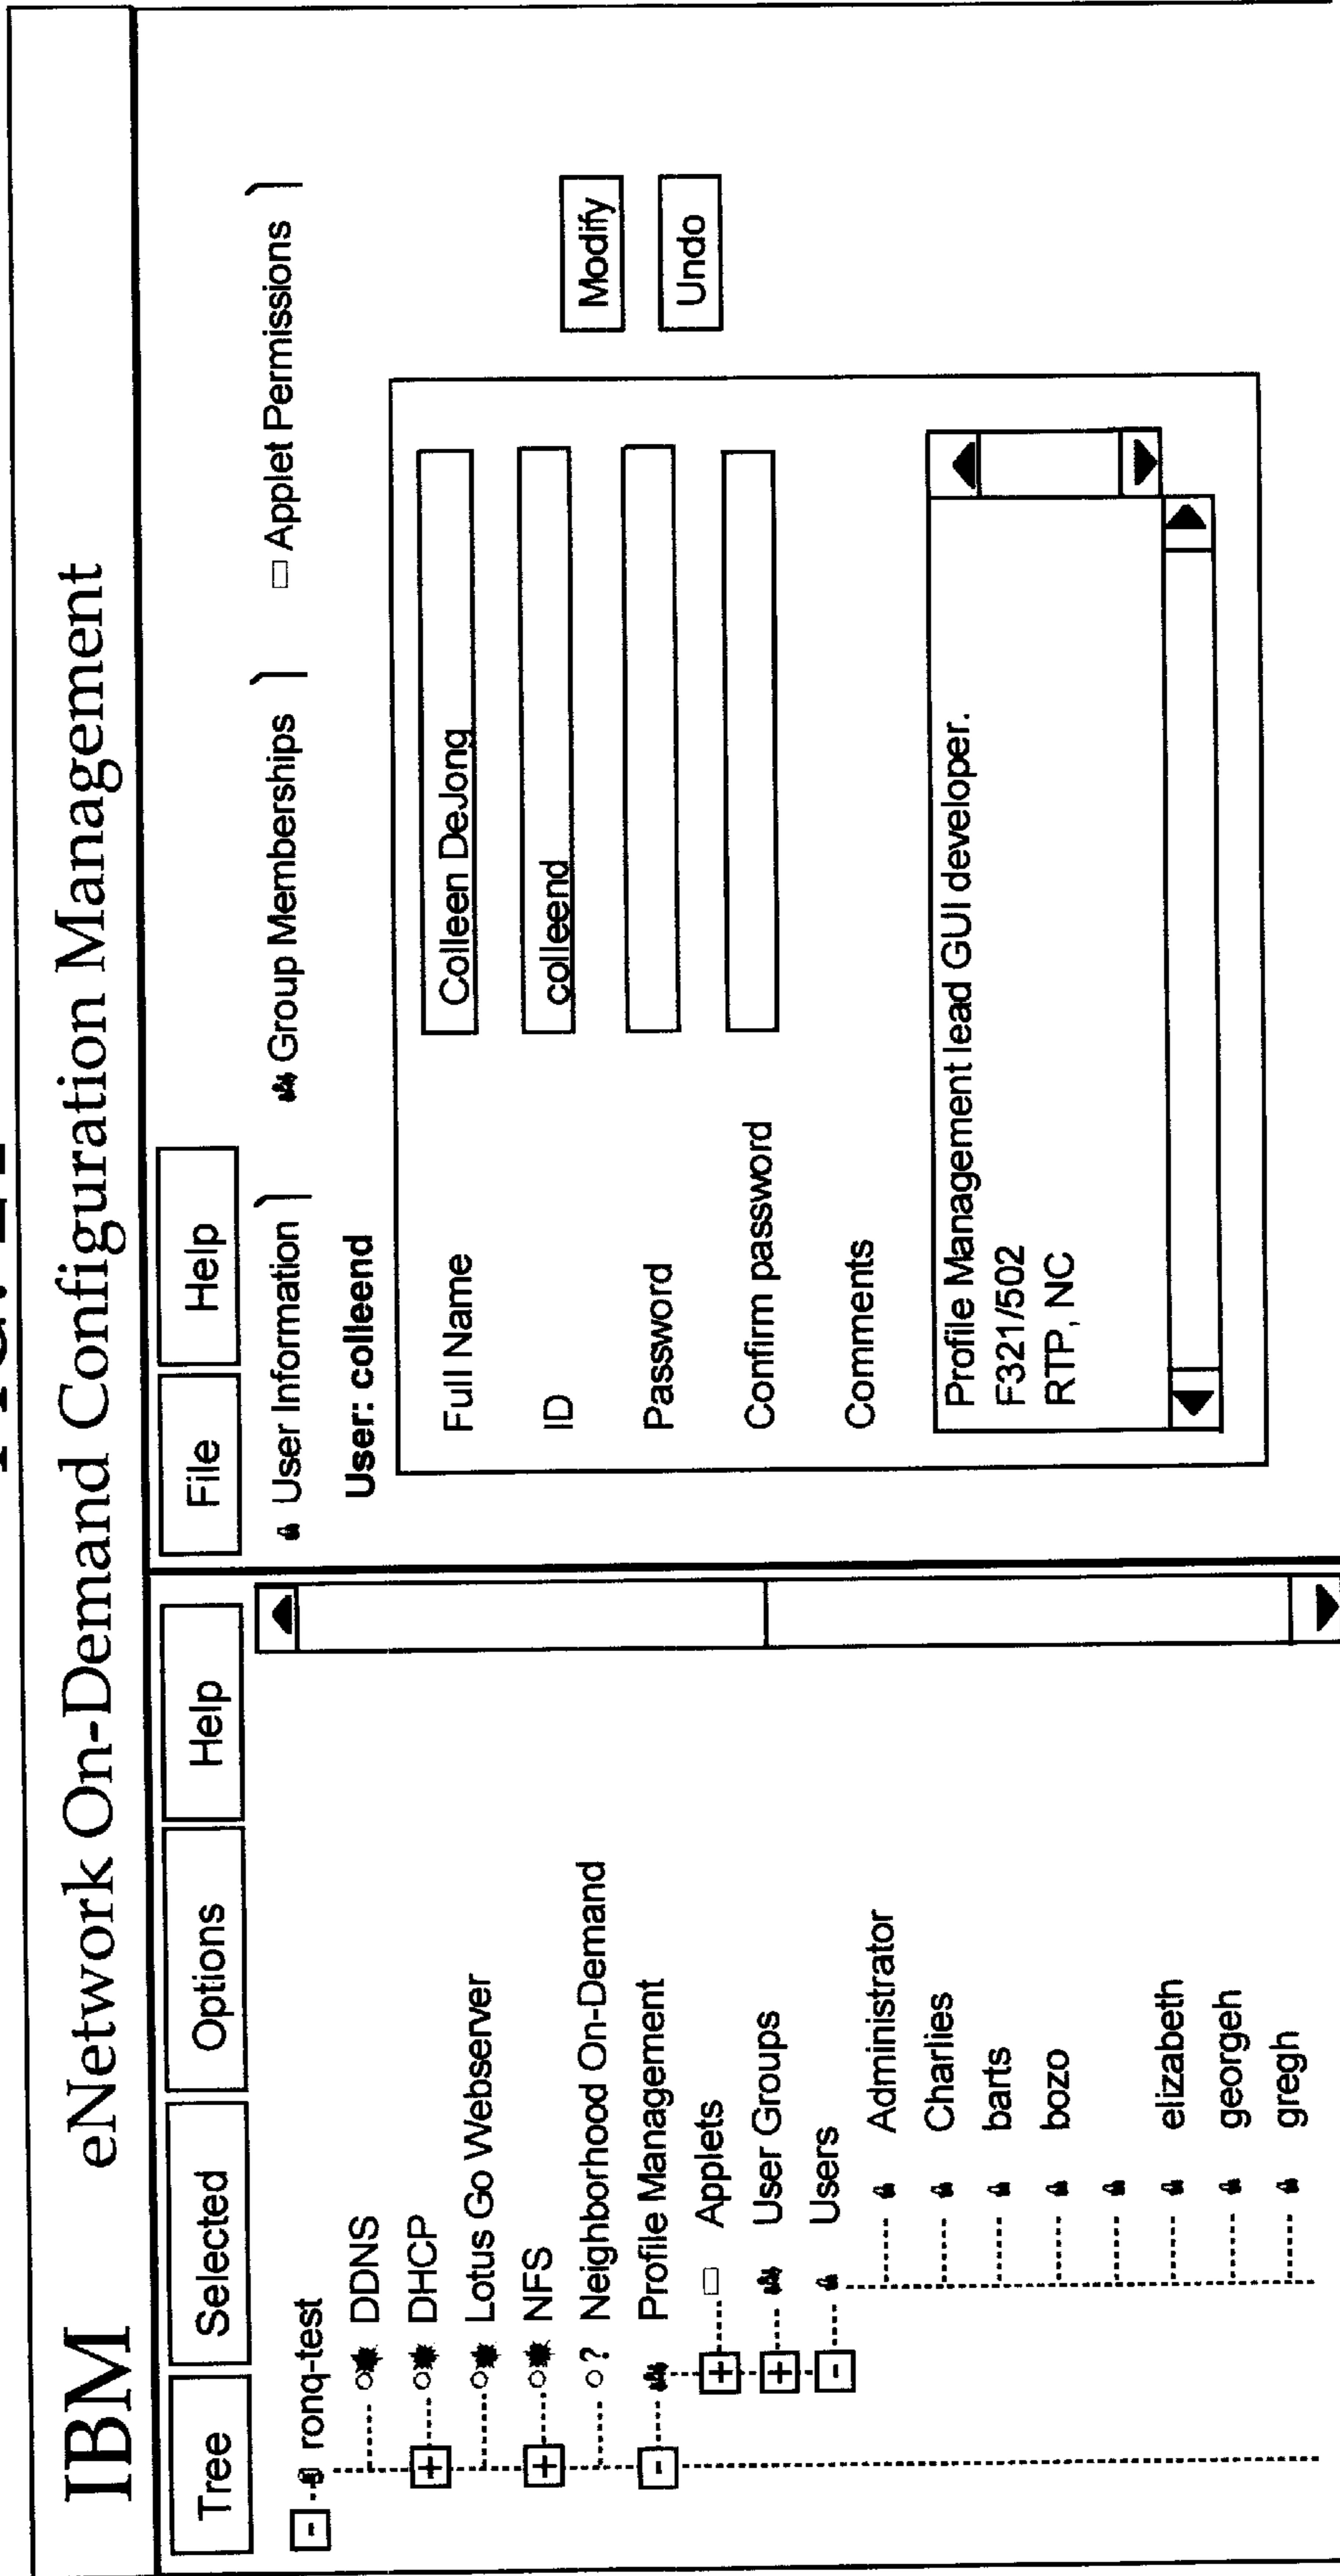 IBM eNetwork On-Demand Configuration Management
Tree Selected Options Help
ronq-test
DDNS
DHCP
Lotus Go Webserver
NFS
? Neighborhood On-Demand
Profile Management
Applets
User Groups
Users
Administrator
Charlies
barts
bozo
elizabeth
georgeh
gregh
File Help
User Information Group Memberships Applet Permissions
User: colleend
Full Name Colleen DeJong
ID colleend
Password
Confirm password
Comments
Profile Management lead GUI developer.
F321/502
RTP, NC
Modify
Undo